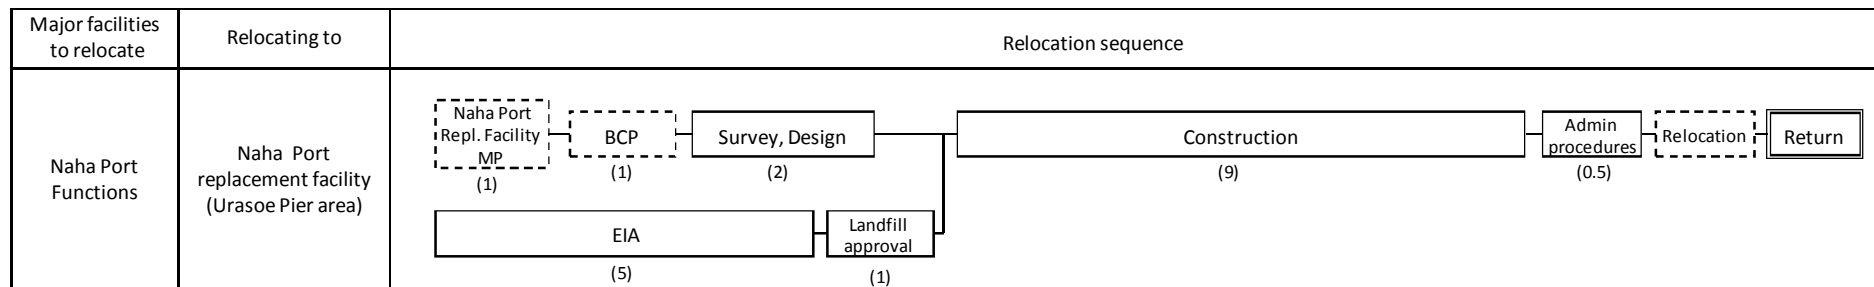 Major facilities
to relocate
Relocating to
Relocation sequence
Naha Port
Functions
Naha Port
replacement facility
(Urasoe Pier area)
Naha Port
Repl. Facility
MP
(1)
BCP
(1)
Survey, Design
(2)
Construction
(9)
Admin
procedures
(0.5)
Relocation
Return
EIA
(5)
Landfill
approval
(1)